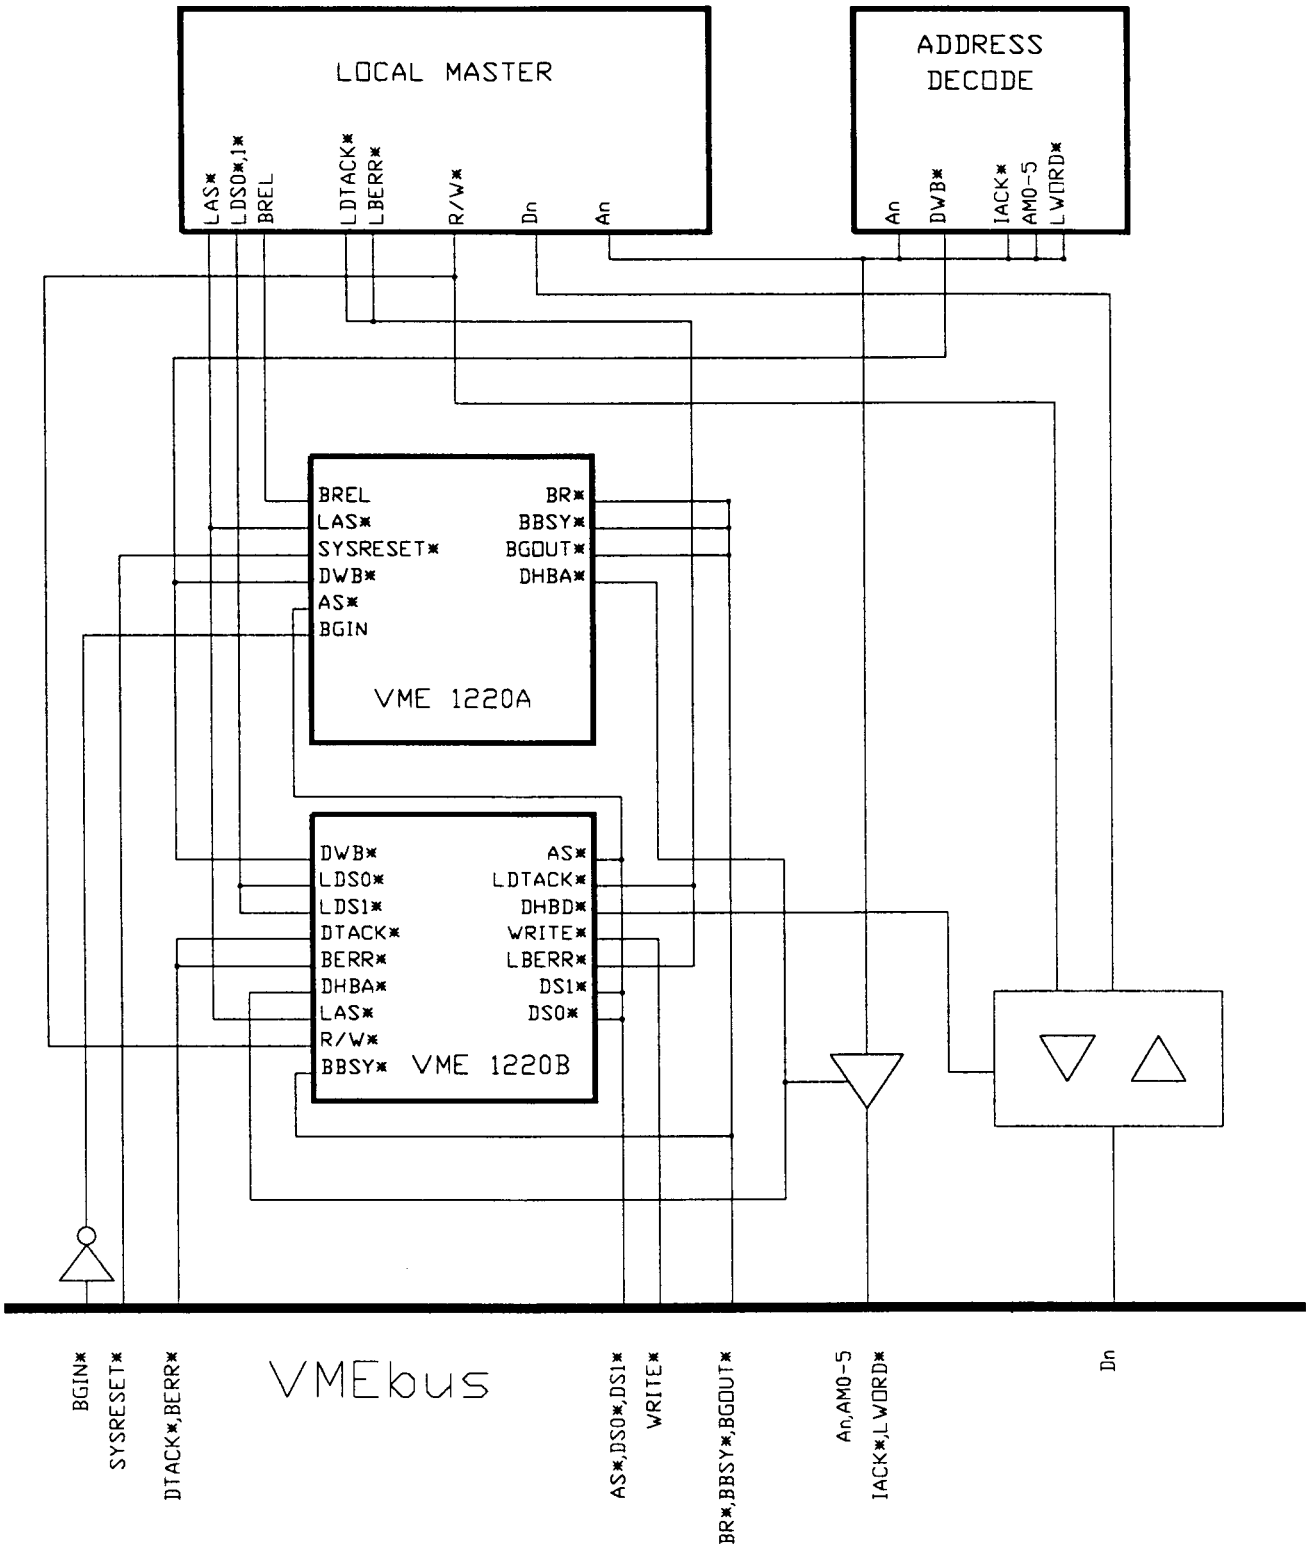 LOCAL MASTER
ADDRESS
DECODE
LAS*
LDS0*,1*
BREL
LDTACK*
LBERR*
R/W*
Dn
An
An
DWB*
IACK*
AM0-5
LWORD*
BREL
LAS*
SYSRESET*
DWB*
AS*
BGIN
BR*
BBSY*
BGOUT*
DHBA*
VME 1220A
DWB*
LDS0*
LDS1*
DTACK*
BERR*
DHBA*
LAS*
R/W*
BBSY*
AS*
LDTACK*
DHBD*
WRITE*
LBERR*
DS1*
DS0*
VME 1220B
BGIN*
SYSRESET*
DTACK*,BERR*
VMEbus
AS*,DS0*,DS1*
WRITE*
BR*,BBSY*,BGOUT*
An,AM0-5
IACK*,LWORD*
Dn